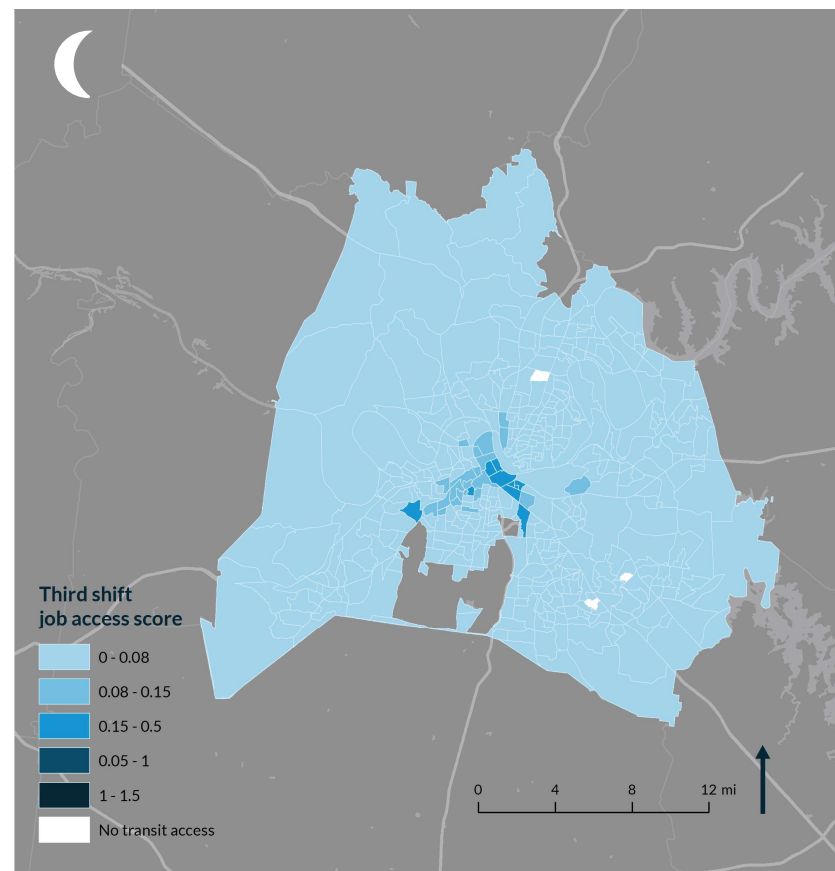 Third shift
job access score
0 - 0.08
0.08 - 0.15
0.15 - 0.5
0.05 - 1
1 - 1.5
No transit access
0 4 8 12 mi